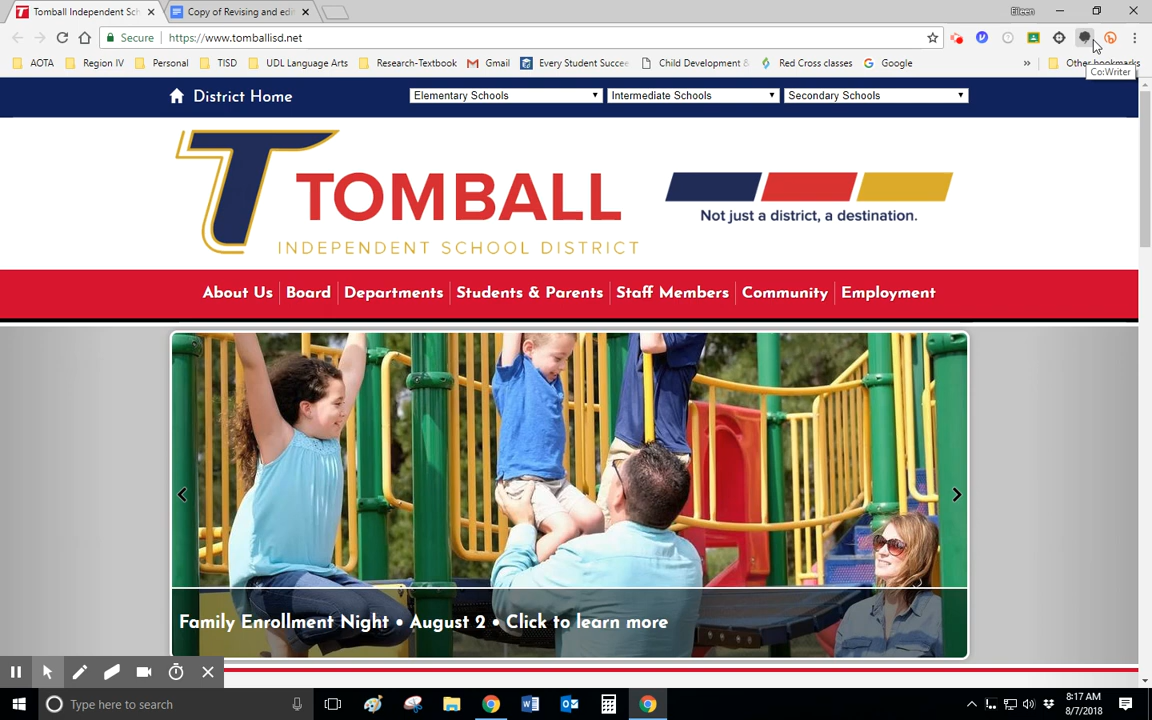 Tomball Independent Sch
Copy of Revising and edi
Eileen
Secure
https://www.tomballisd.net
AOTA
Region IV
Personal
TISD
UDL Language Arts
Research-Textbook
Gmail
Every Student Succe
Child Development &
Red Cross classes
Google
»
Other bookmarks
Co:Writer
District Home
Elementary Schools
Intermediate Schools
Secondary Schools
T TOMBALL
INDEPENDENT SCHOOL DISTRICT
Not just a district, a destination.
About Us
Board
Departments
Students & Parents
Staff Members
Community
Employment
Family Enrollment Night • August 2 • Click to learn more
Type here to search
8:17 AM
8/7/2018